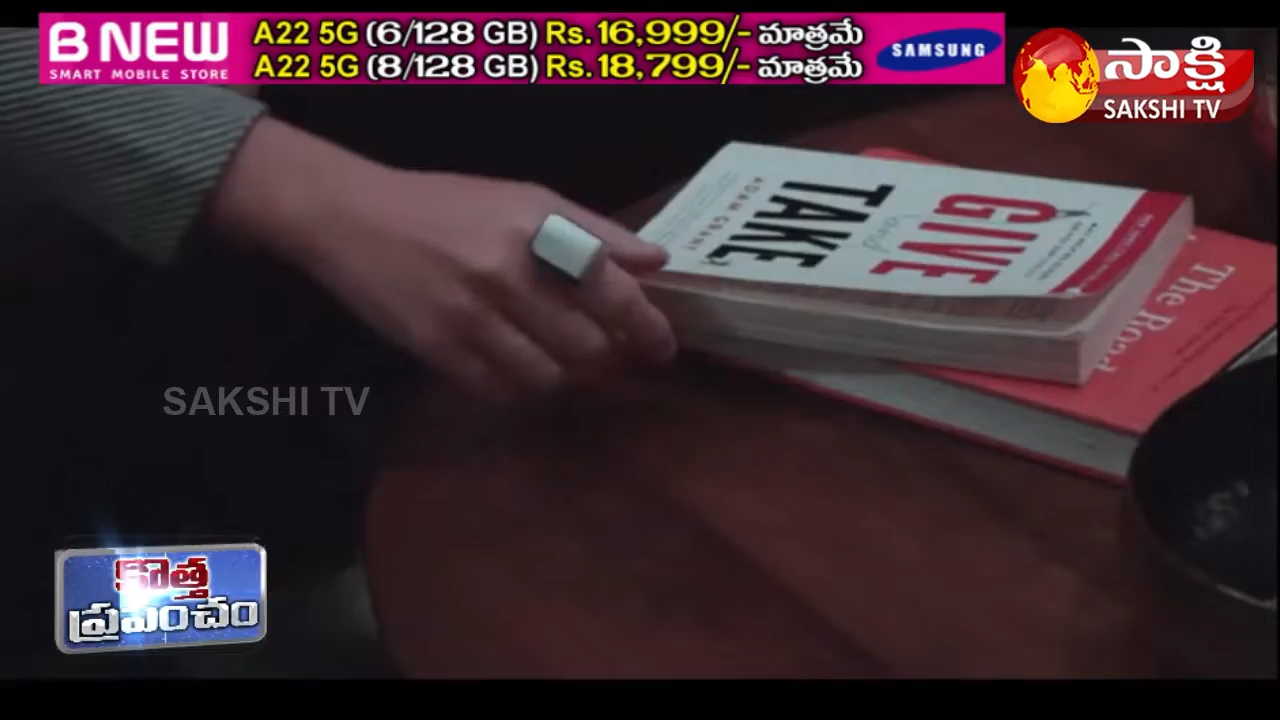 B NEW
SMART MOBILE STORE
A22 5G (6/128 GB) Rs. 16,999/- మాత్రమే
A22 5G (8/128 GB) Rs. 18,799/- మాత్రమే
SAMSUNG
సాక్షి
SAKSHI TV
GIVE
and
TAKE
ADAM GRANT
The Road
SAKSHI TV
కొత్త
ప్రపంచం